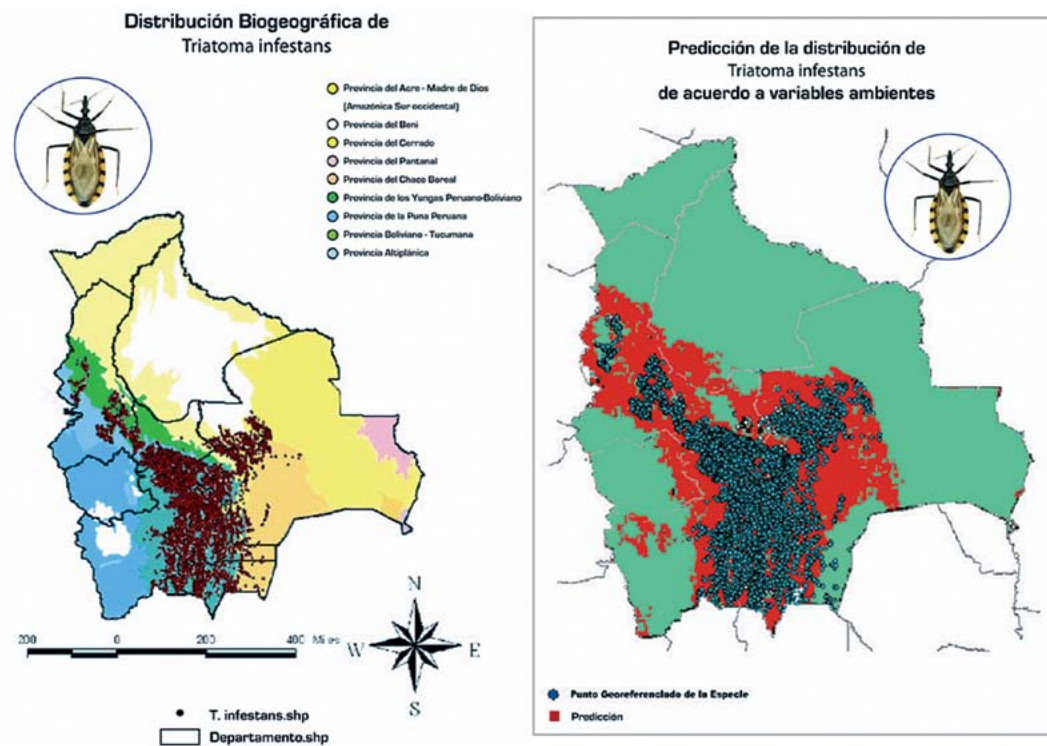 Distribución Biogeográfica de
Triatoma infestans
Provincia del Acre - Madre de Dios
(Amazónica Sur occidental)
Provincia del Beni
Provincia del Cerrado
Provincia del Pantanal
Provincia del Chaco Boreal
Provincia de los Yungas Peruano-Boliviano
Provincia de la Puna Peruana
Provincia Boliviano - Tucumana
Provincia Altiplánica
N
W
E
S
200 0 200 400
T. infestans.shp
Departamento.shp
Predicción de la distribución de
Triatoma infestans
de acuerdo a variables ambientes
Punto Georeferenciado de la Especie
Predicción